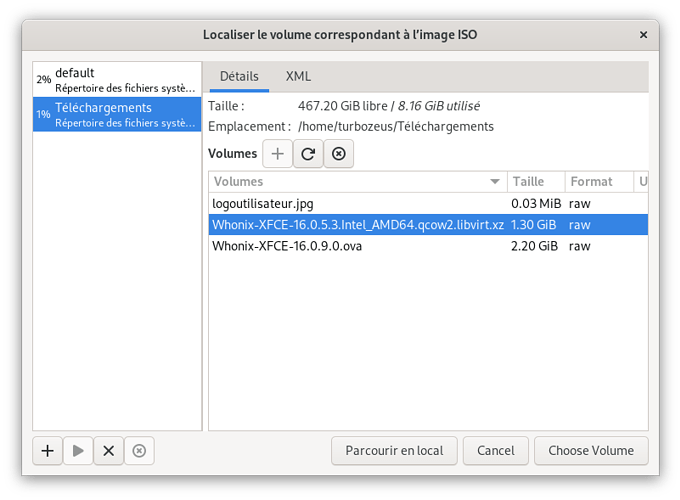 Localiser le volume correspondant à l'image ISO
2% default
Répertoire des fichiers systè...
1% Téléchargements
Répertoire des fichiers systè...
Détails XML
Taille : 467.20 GiB libre / 8.16 GiB utilisé
Emplacement : /home/turbozeus/Téléchargements
Volumes
Volumes Taille Format U
logoutilisateur.jpg 0.03 MiB raw
Whonix-XFCE-16.0.5.3.Intel_AMD64.qcow2.libvirt.xz 1.30 GiB raw
Whonix-XFCE-16.0.9.0.ova 2.20 GiB raw
Parcourir en local Cancel Choose Volume